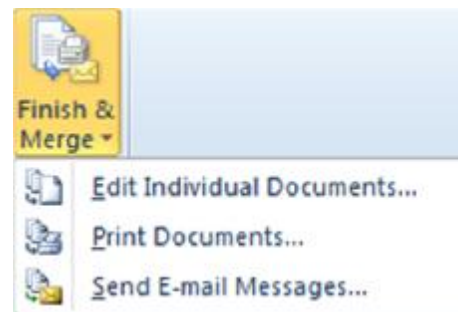 Finish &
Merge
Edit Individual Documents...
Print Documents...
Send E-mail Messages...